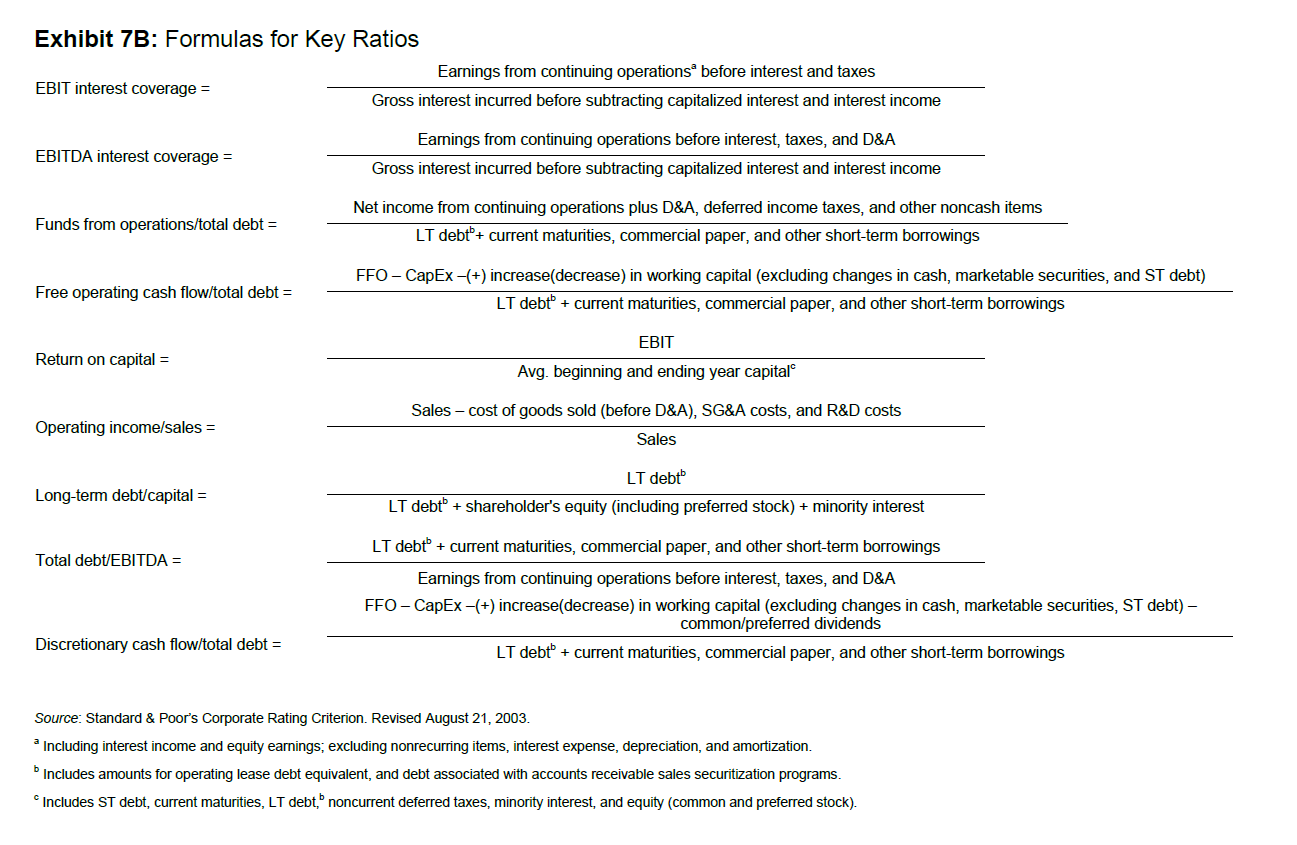 Exhibit 7B: Formulas for Key Ratios
Earnings from continuing operationsᵃ before interest and taxes
EBIT interest coverage =
Gross interest incurred before subtracting capitalized interest and interest income
Earnings from continuing operations before interest, taxes, and D&A
EBITDA interest coverage =
Gross interest incurred before subtracting capitalized interest and interest income
Net income from continuing operations plus D&A, deferred income taxes, and other noncash items
Funds from operations/total debt =
LT debtᵇ+ current maturities, commercial paper, and other short-term borrowings
FFO – CapEx –(+) increase(decrease) in working capital (excluding changes in cash, marketable securities, and ST debt)
Free operating cash flow/total debt =
LT debtᵇ + current maturities, commercial paper, and other short-term borrowings
EBIT
Return on capital =
Avg. beginning and ending year capitalᶜ
Sales – cost of goods sold (before D&A), SG&A costs, and R&D costs
Operating income/sales =
Sales
LT debtᵇ
Long-term debt/capital =
LT debtᵇ + shareholder's equity (including preferred stock) + minority interest
LT debtᵇ + current maturities, commercial paper, and other short-term borrowings
Total debt/EBITDA =
Earnings from continuing operations before interest, taxes, and D&A
FFO – CapEx –(+) increase(decrease) in working capital (excluding changes in cash, marketable securities, ST debt) –
common/preferred dividends
Discretionary cash flow/total debt =
LT debtᵇ + current maturities, commercial paper, and other short-term borrowings
Source: Standard & Poor’s Corporate Rating Criterion. Revised August 21, 2003.
ᵃ Including interest income and equity earnings; excluding nonrecurring items, interest expense, depreciation, and amortization.
ᵇ Includes amounts for operating lease debt equivalent, and debt associated with accounts receivable sales securitization programs.
ᶜ Includes ST debt, current maturities, LT debt,ᵇ noncurrent deferred taxes, minority interest, and equity (common and preferred stock).